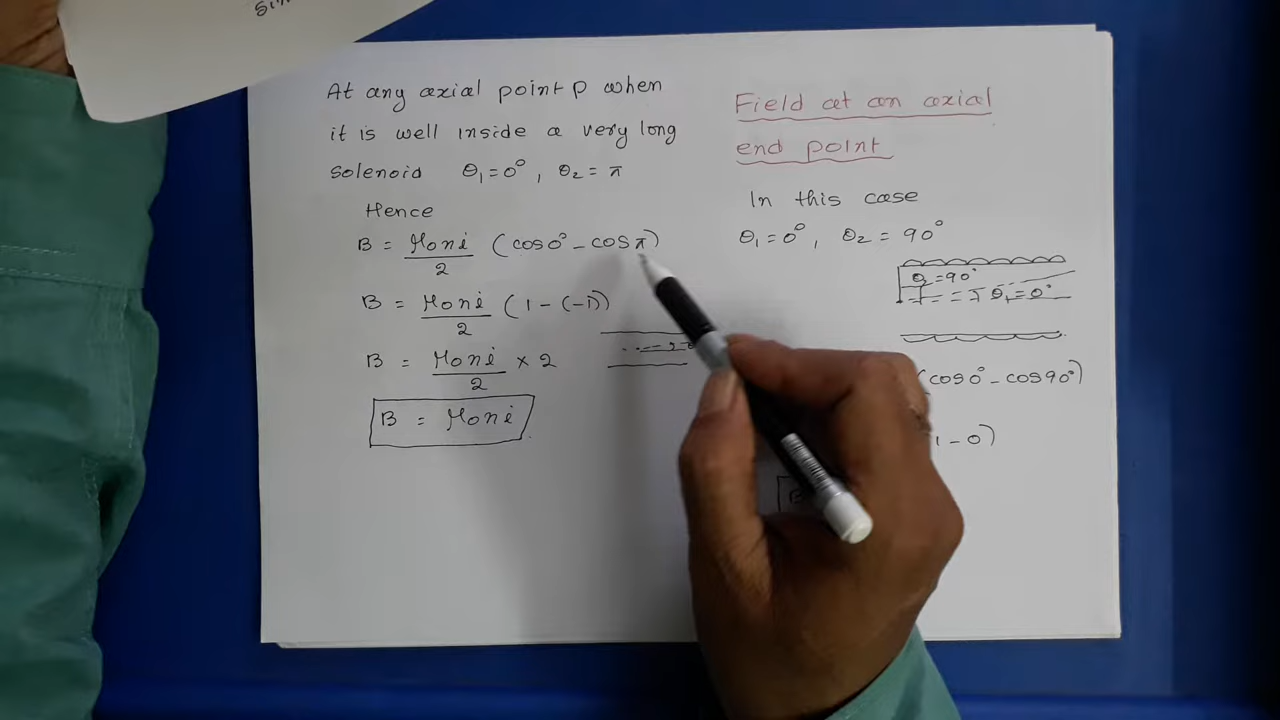 At any axial point P when
it is well inside a very long
solenoid θ₁=0°, θ₂ = π
Hence
B = μ₀ni/2 (cos0° - cosπ)
B = μ₀ni/2 (1 - (-1))
B = μ₀ni/2 × 2
B = μ₀ni
Field at an axial
end point
In this case
θ₁=0°, θ₂ = 90°
θ₂=90°
θ₁=0°
(cos0° - cos90°)
1 - 0)
B